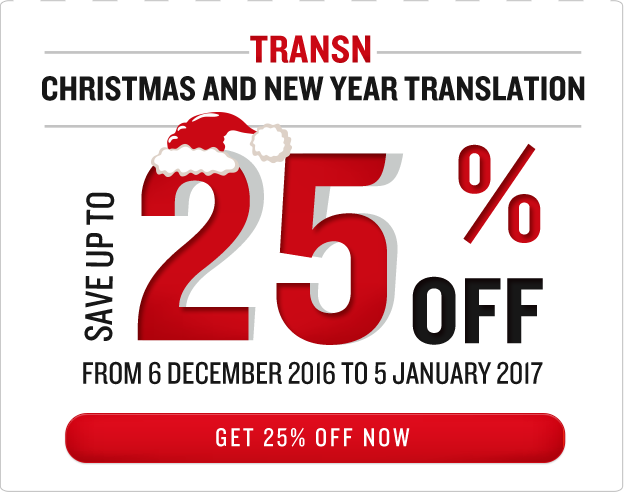 TRANSN
CHRISTMAS AND NEW YEAR TRANSLATION
SAVE UP TO
25%
OFF
FROM 6 DECEMBER 2016 TO 5 JANUARY 2017
GET 25% OFF NOW